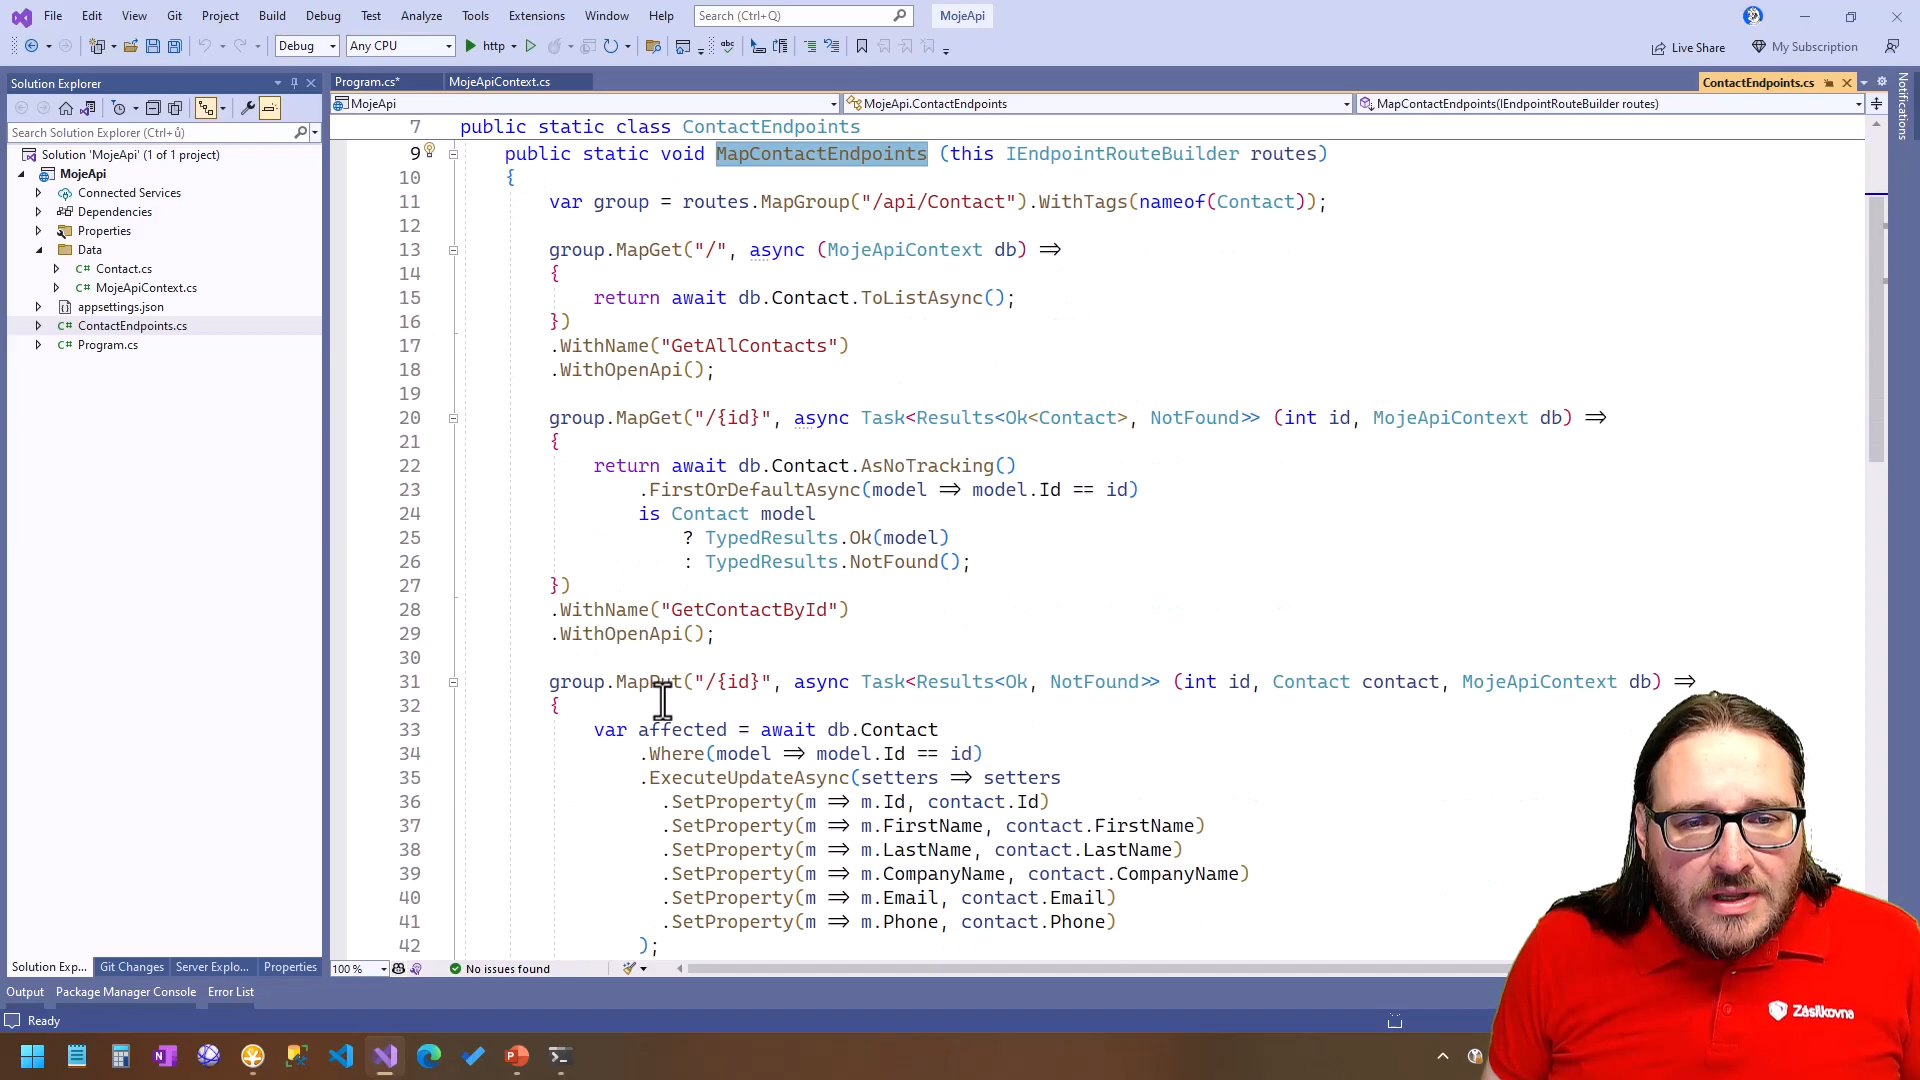 File Edit View Git Project Build Debug Test Analyze Tools Extensions Window Help Search (Ctrl+Q) MojeApi
Debug Any CPU http Live Share My Subscription
Solution Explorer
Search Solution Explorer (Ctrl+ů)
Solution 'MojeApi' (1 of 1 project)
MojeApi
Connected Services
Dependencies
Properties
Data
C# Contact.cs
C# MojeApiContext.cs
appsettings.json
C# ContactEndpoints.cs
C# Program.cs
Program.cs* MojeApiContext.cs ContactEndpoints.cs
MojeApi MojeApi.ContactEndpoints MapContactEndpoints(IEndpointRouteBuilder routes)
Notifications
7 public static class ContactEndpoints
9 public static void MapContactEndpoints (this IEndpointRouteBuilder routes)
10 {
11 var group = routes.MapGroup("/api/Contact").WithTags(nameof(Contact));
12
13 group.MapGet("/", async (MojeApiContext db) =>
14 {
15 return await db.Contact.ToListAsync();
16 })
17 .WithName("GetAllContacts")
18 .WithOpenApi();
19
20 group.MapGet("/{id}", async Task<Results<Ok<Contact>, NotFound>> (int id, MojeApiContext db) =>
21 {
22 return await db.Contact.AsNoTracking()
23 .FirstOrDefaultAsync(model => model.Id == id)
24 is Contact model
25 ? TypedResults.Ok(model)
26 : TypedResults.NotFound();
27 })
28 .WithName("GetContactById")
29 .WithOpenApi();
30
31 group.MapPut("/{id}", async Task<Results<Ok, NotFound>> (int id, Contact contact, MojeApiContext db) =>
32 {
33 var affected = await db.Contact
34 .Where(model => model.Id == id)
35 .ExecuteUpdateAsync(setters => setters
36 .SetProperty(m => m.Id, contact.Id)
37 .SetProperty(m => m.FirstName, contact.FirstName)
38 .SetProperty(m => m.LastName, contact.LastName)
39 .SetProperty(m => m.CompanyName, contact.CompanyName)
40 .SetProperty(m => m.Email, contact.Email)
41 .SetProperty(m => m.Phone, contact.Phone)
42 );
Solution Exp... Git Changes Server Explo... Properties
100 % No issues found
Output Package Manager Console Error List
Ready
Zásilkovna